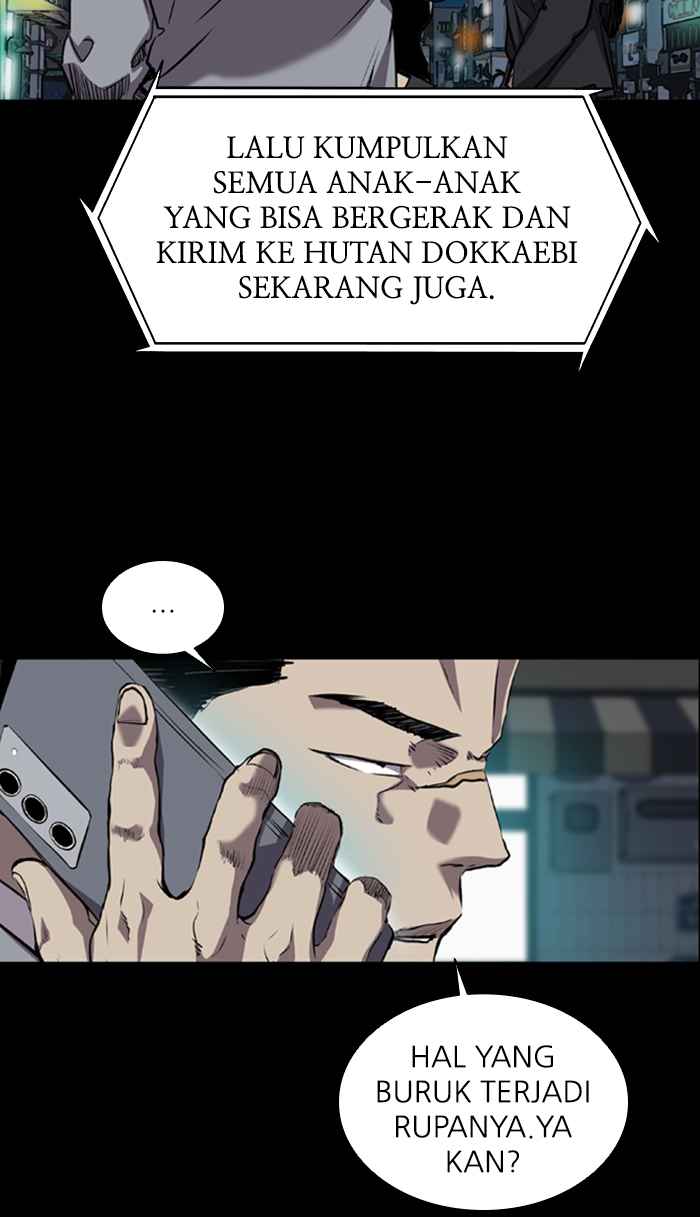 LALU KUMPULKAN
SEMUA ANAK-ANAK
YANG BISA BERGERAK DAN
KIRIM KE HUTAN DOKKAEBI
SEKARANG JUGA.
...
HAL YANG
BURUK TERJADI
RUPANYA.YA
KAN?